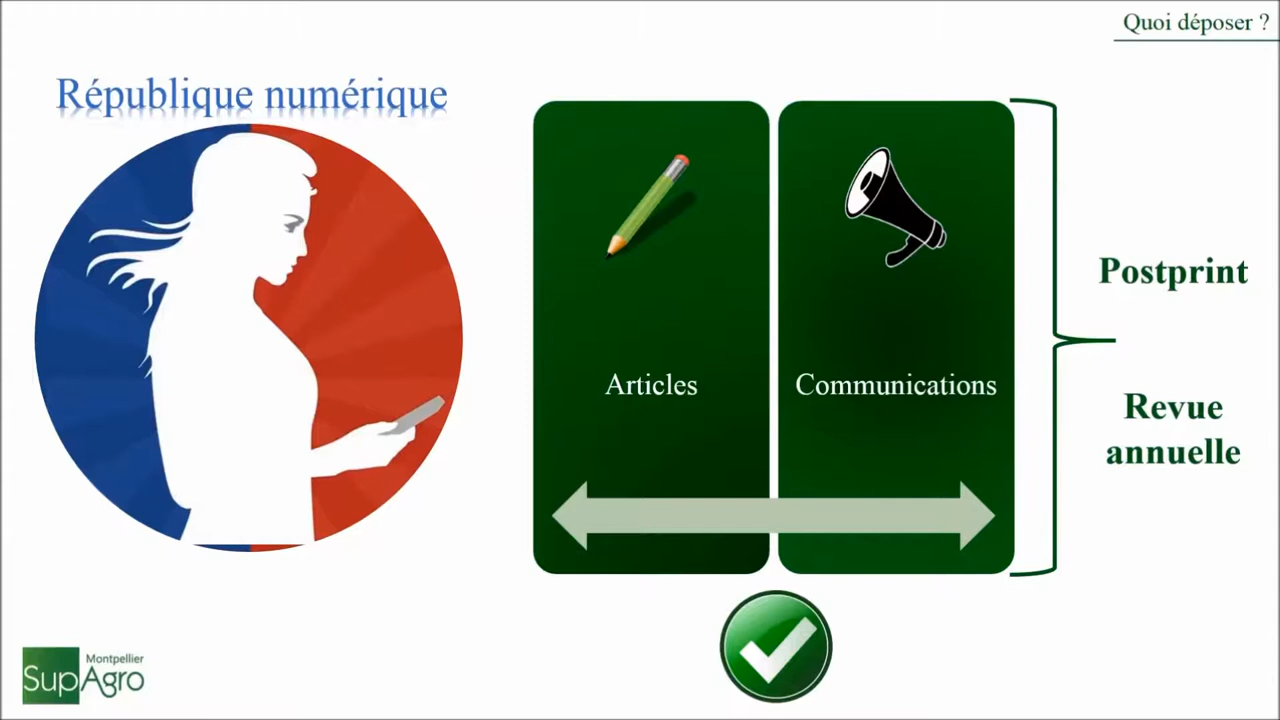 Quoi déposer ?
République numérique
Articles
Communications
Postprint
Revue
annuelle
Montpellier
SupAgro